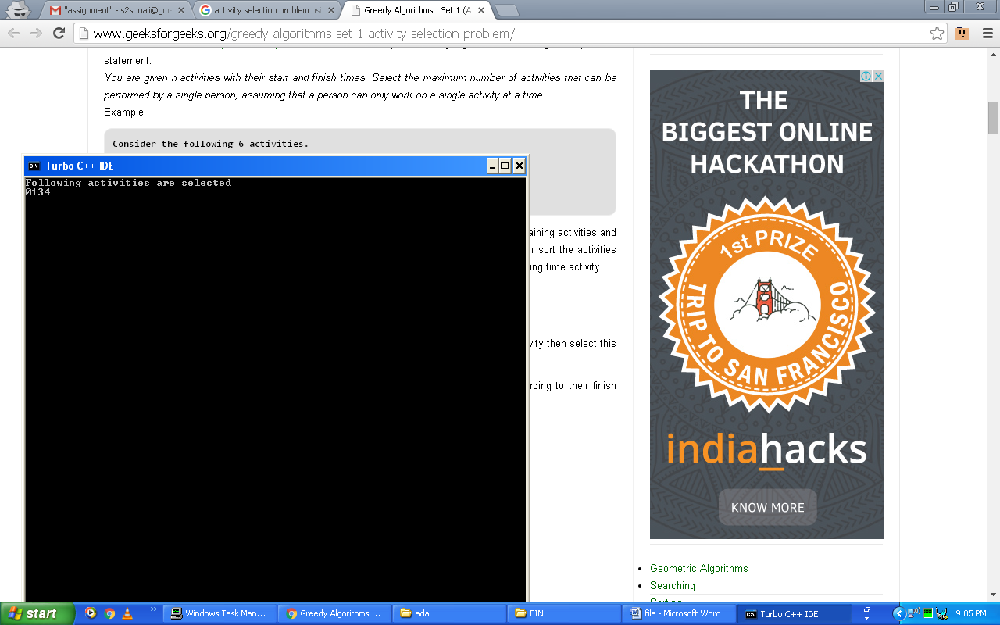 "assignment" - s2sonali@gm
activity selection problem us
Greedy Algorithms | Set 1 (A
www.geeksforgeeks.org/greedy-algorithms-set-1-activity-selection-problem/
statement.
You are given n activities with their start and finish times. Select the maximum number of activities that can be
performed by a single person, assuming that a person can only work on a single activity at a time.
Example:
Consider the following 6 activities.
Turbo C++ IDE
Following activities are selected
0134
aining activities and
sort the activities
ing time activity.
vity then select this
rding to their finish
THE
BIGGEST ONLINE
HACKATHON
1st PRIZE
TRIP TO SAN FRANCISCO
indiahacks
KNOW MORE
Geometric Algorithms
Searching
start
Windows Task Man...
Greedy Algorithms ...
ada
BIN
file - Microsoft Word
Turbo C++ IDE
9:05 PM